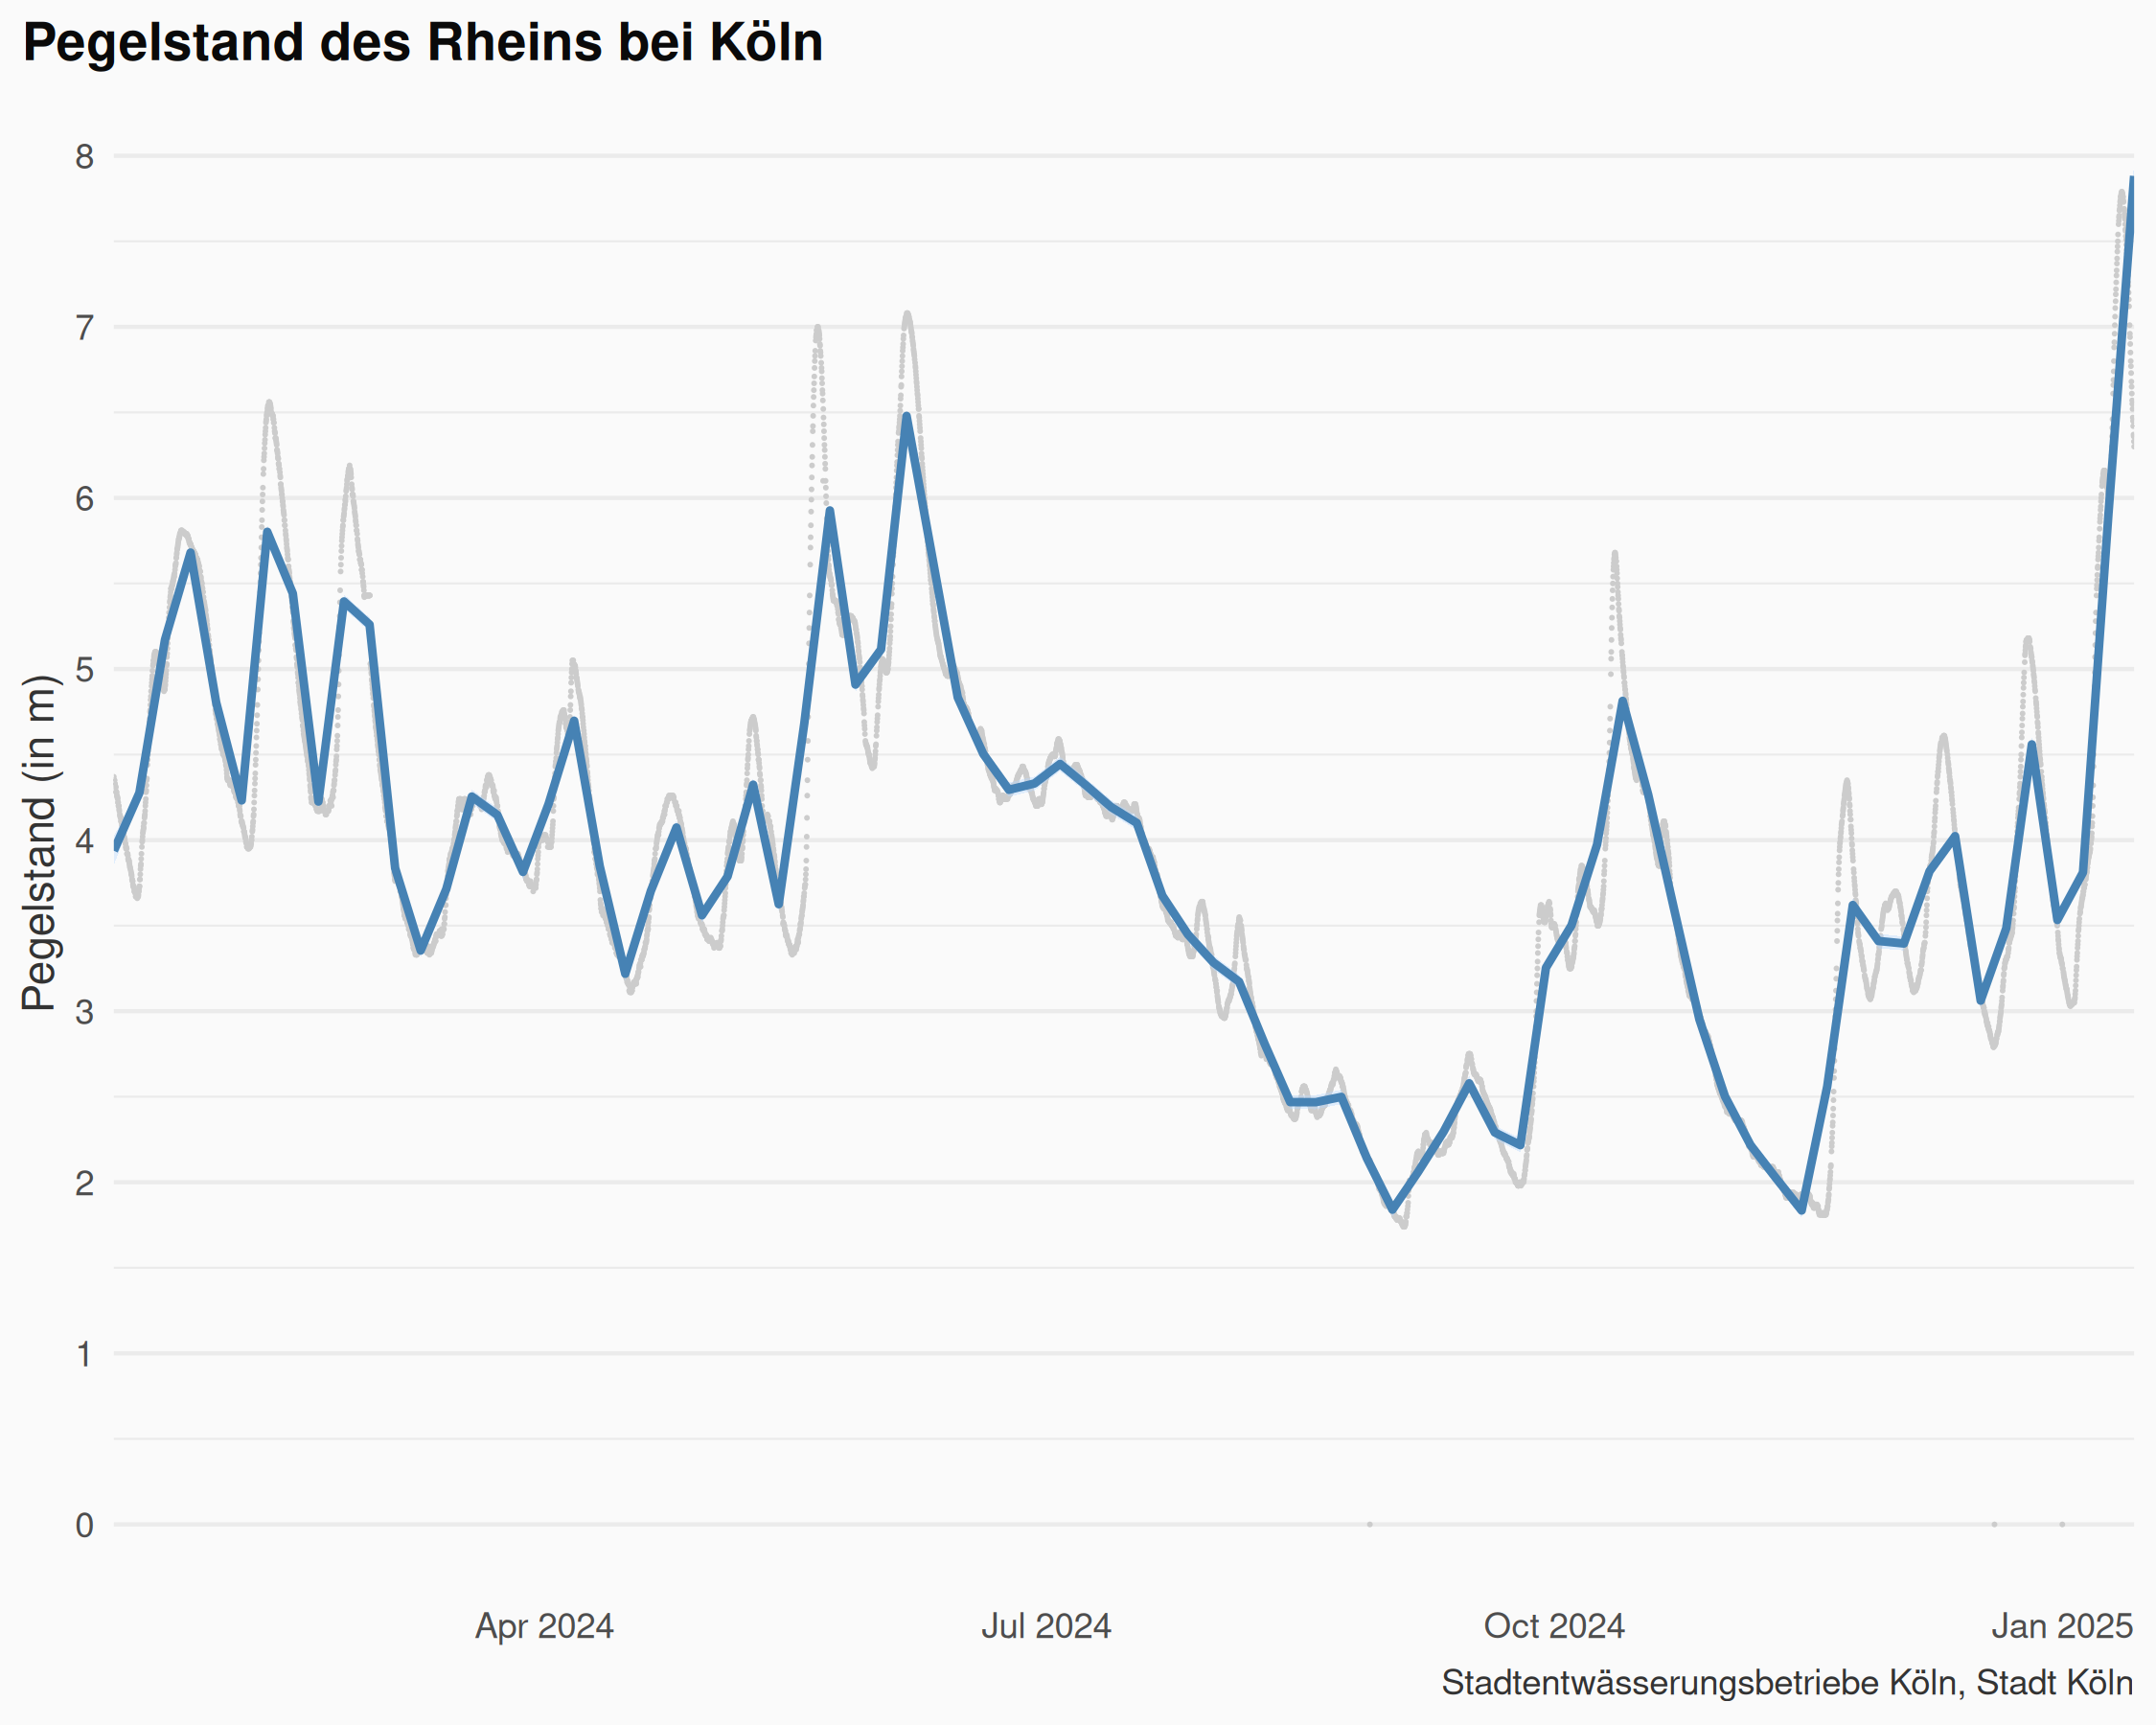 Pegelstand des Rheins bei Köln
8
7
6
5
4
3
2
1
0
Pegelstand (in m)
Apr 2024
Jul 2024
Oct 2024
Jan 2025
Stadtentwässerungsbetriebe Köln, Stadt Köln